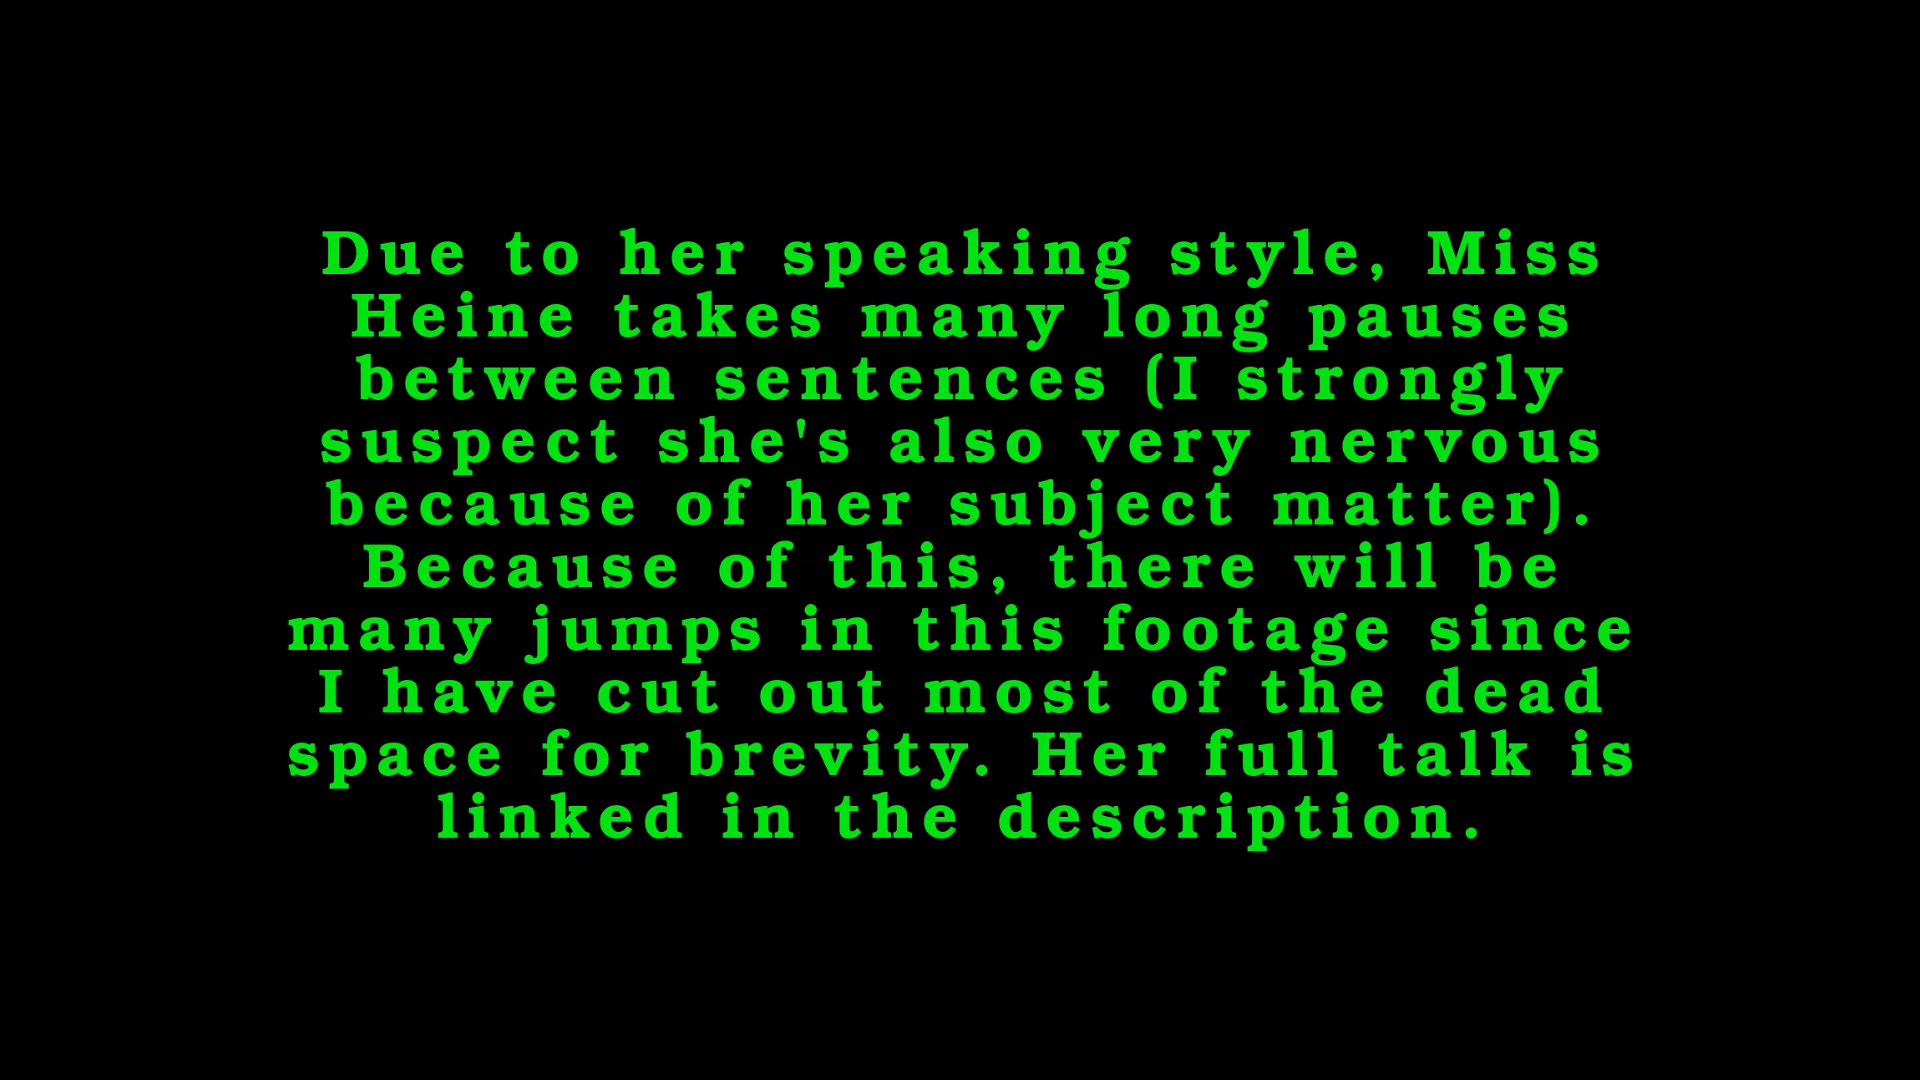 Due to her speaking style, Miss
Heine takes many long pauses
between sentences (I strongly
suspect she's also very nervous
because of her subject matter).
Because of this, there will be
many jumps in this footage since
I have cut out most of the dead
space for brevity. Her full talk is
linked in the description.